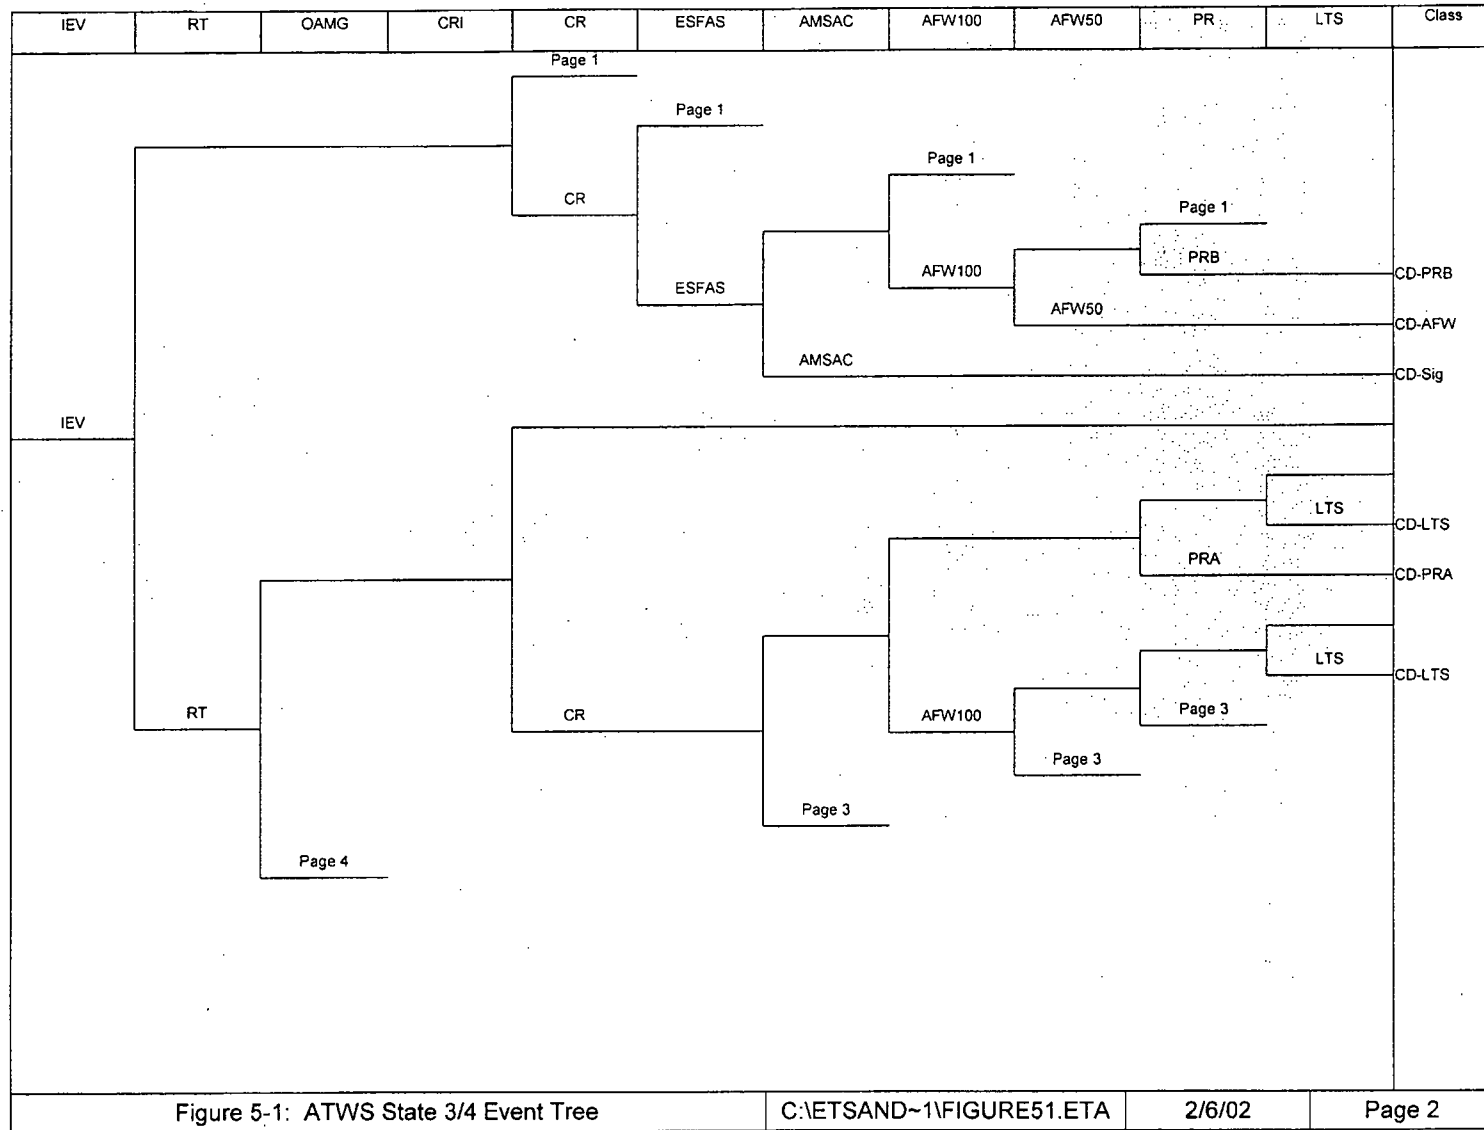 IEV RT OAMG CRI CR ESFAS AMSAC AFW100 AFW50 PR LTS Class
Page 1
Page 1
Page 1
CR
Page 1
PRB
AFW100
CD-PRB
ESFAS
AFW50
CD-AFW
AMSAC
CD-Sig
IEV
LTS
CD-LTS
PRA
CD-PRA
LTS
CD-LTS
RT
CR
AFW100
Page 3
Page 3
Page 3
Page 4
Figure 5-1: ATWS State 3/4 Event Tree C:\ETSAND~1\FIGURE51.ETA 2/6/02 Page 2